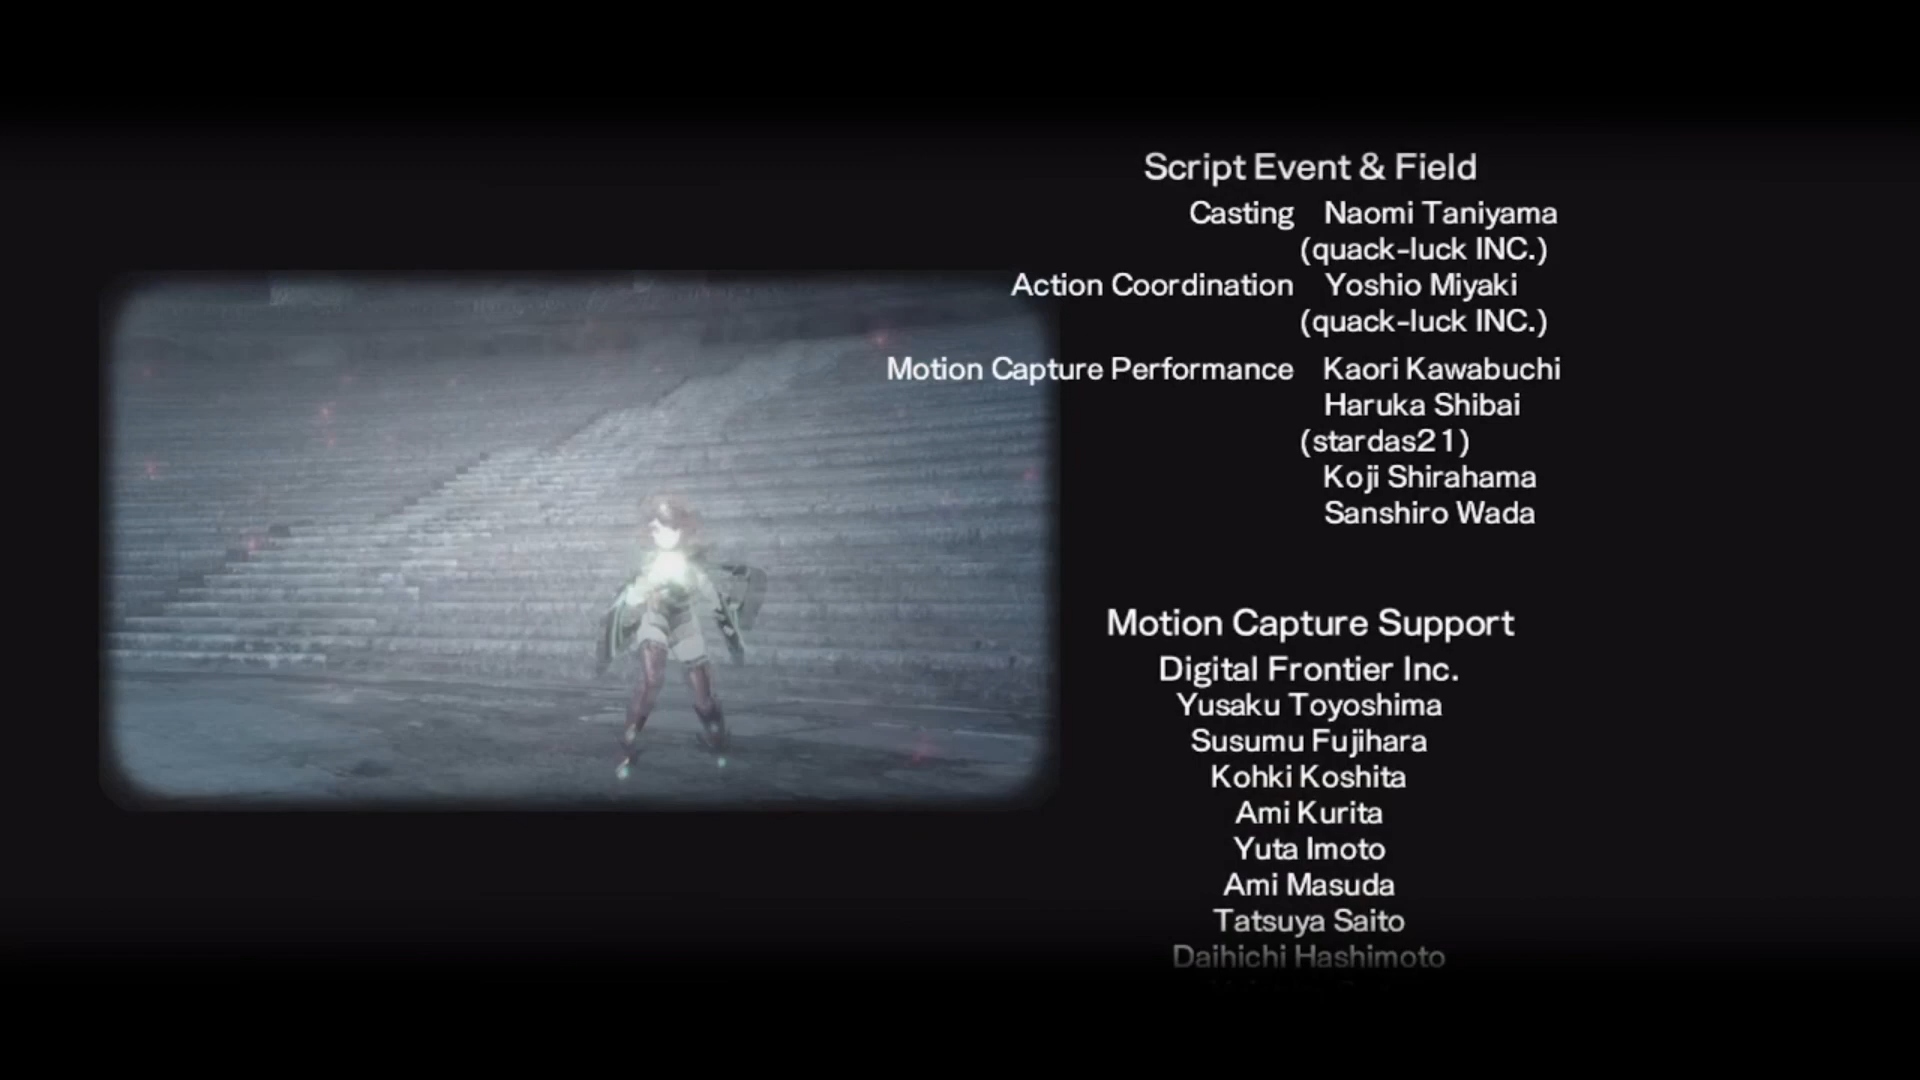 Script Event & Field
Casting Naomi Taniyama
(quack-luck INC.)
Action Coordination Yoshio Miyaki
(quack-luck INC.)
Motion Capture Performance Kaori Kawabuchi
Haruka Shibai
(stardas21)
Koji Shirahama
Sanshiro Wada
Motion Capture Support
Digital Frontier Inc.
Yusaku Toyoshima
Susumu Fujihara
Kohki Koshita
Ami Kurita
Yuta Imoto
Ami Masuda
Tatsuya Saito
Daihichi Hashimoto